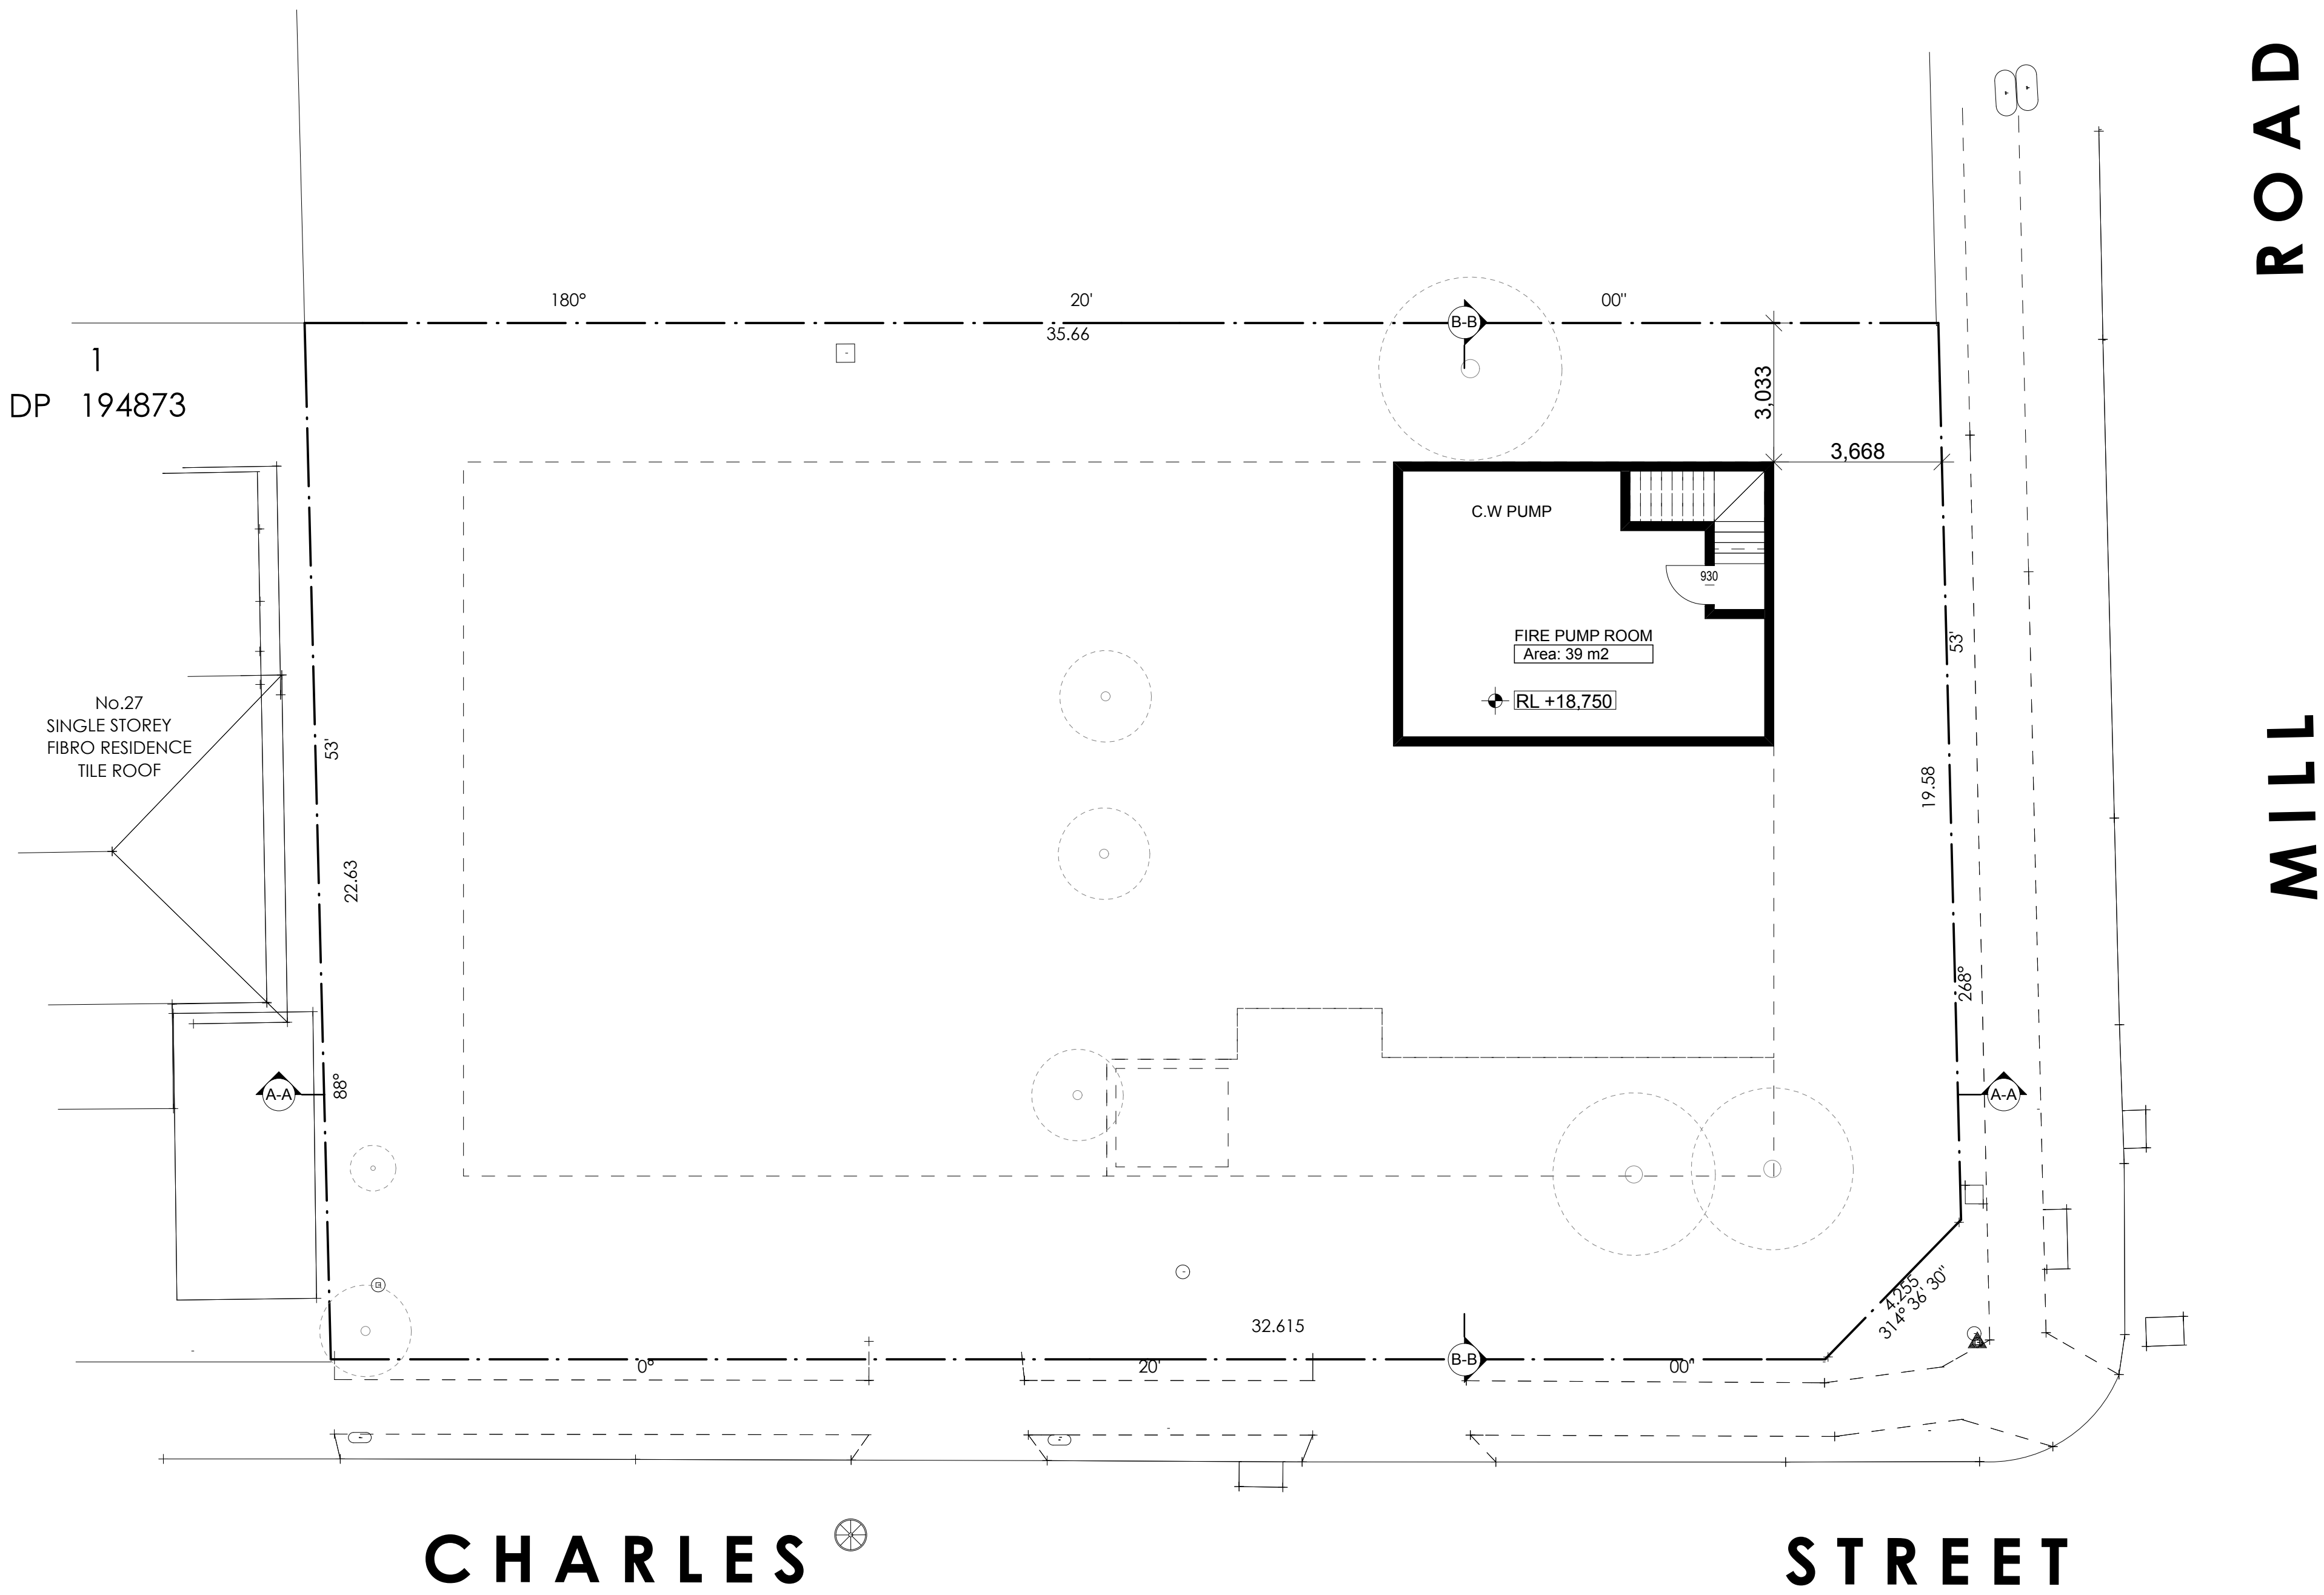 180° 20' 00"
35.66
B-B
1
DP 194873
3,033
3,668
C.W PUMP
930
FIRE PUMP ROOM
Area: 39 m2
RL +18,750
No.27
SINGLE STOREY
FIBRO RESIDENCE
TILE ROOF
53'
22.63
88°
53'
19.58
268°
A-A
A-A
4.255
314° 36' 30"
32.615
0° 20' 00"
B-B
MILL ROAD
CHARLES STREET